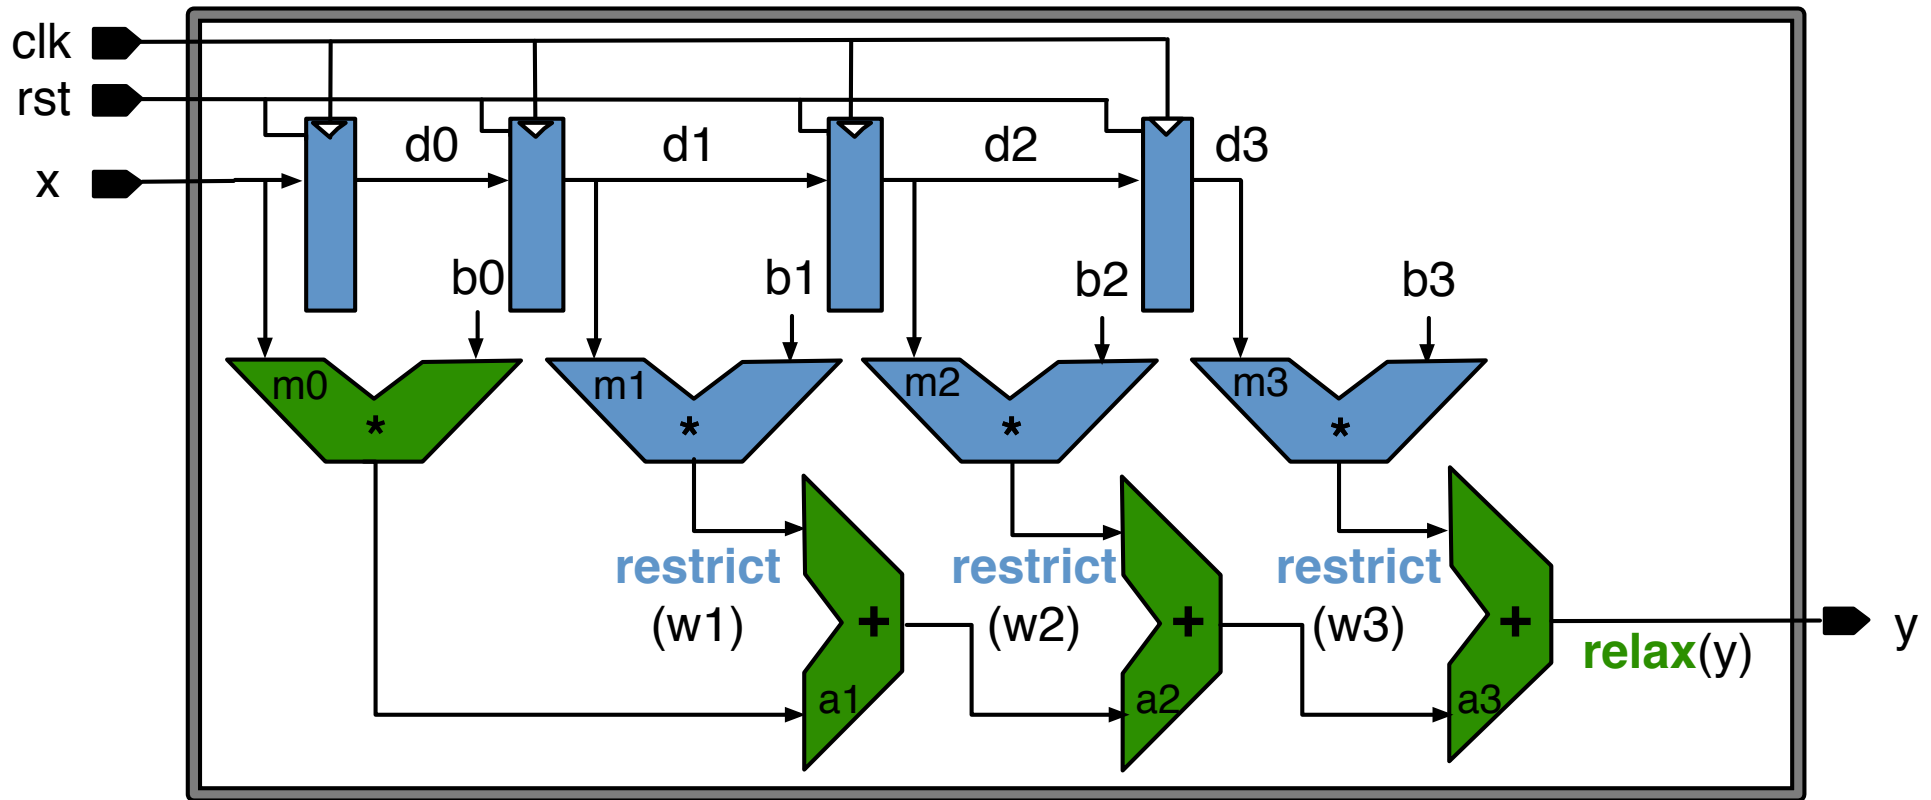 clk
rst
x
d0
d1
d2
d3
b0
b1
b2
b3
m0
m1
m2
m3
*
*
*
*
restrict
(w1)
restrict
(w2)
restrict
(w3)
+
+
+
a1
a2
a3
relax(y)
y